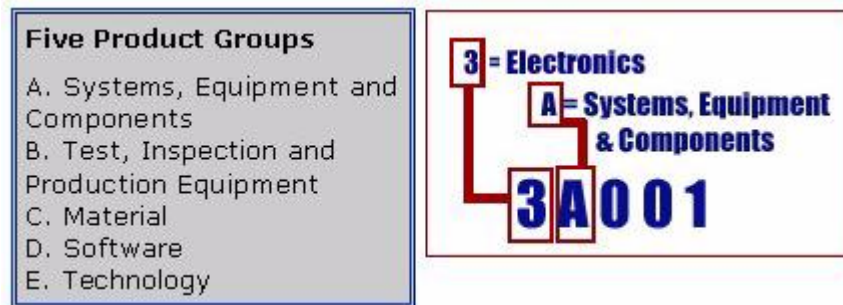 Five Product Groups
A. Systems, Equipment and
Components
B. Test, Inspection and
Production Equipment
C. Material
D. Software
E. Technology
3 = Electronics
A = Systems, Equipment
& Components
3A001